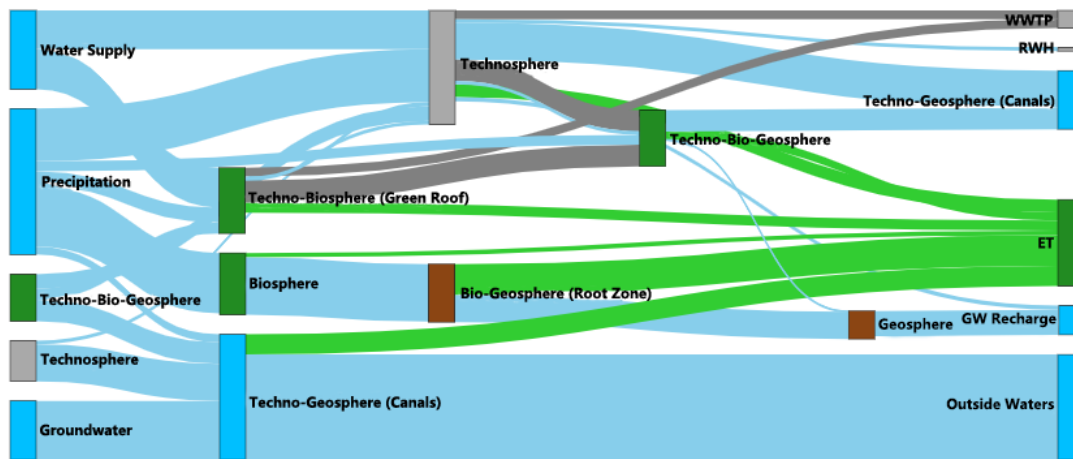 Water Supply
Precipitation
Techno-Bio-Geosphere
Technosphere
Groundwater
Techno-Biosphere (Green Roof)
Biosphere
Techno-Geosphere (Canals)
Technosphere
Bio-Geosphere (Root Zone)
Techno-Bio-Geosphere
Geosphere
WWTP
RWH
Techno-Geosphere (Canals)
ET
GW Recharge
Outside Waters